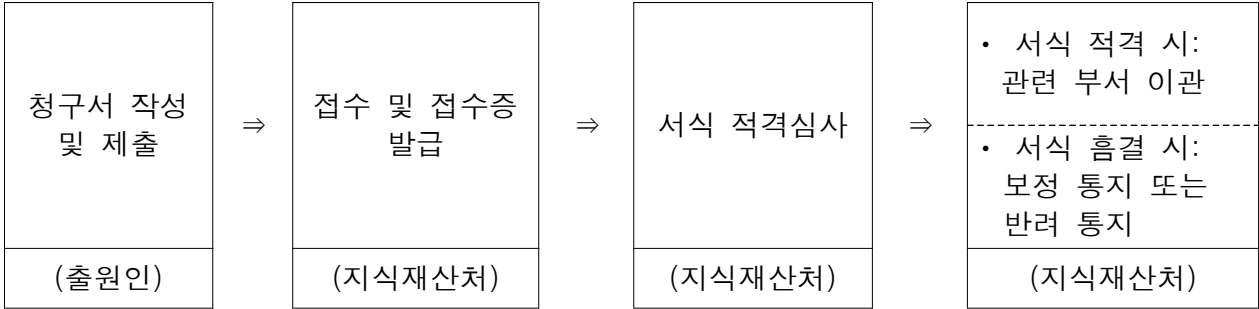 청구서 작성
및 제출
(출원인)
⇒
접수 및 접수증
발급
(지식재산처)
⇒
서식 적격심사
(지식재산처)
⇒
• 서식 적격 시:
관련 부서 이관
• 서식 흠결 시:
보정 통지 또는
반려 통지
(지식재산처)